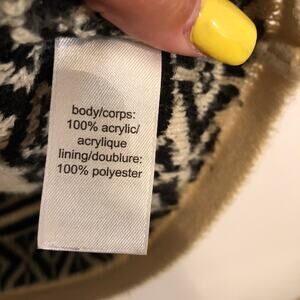 body/corps:
100% acrylic/
acrylique
lining/doublure:
100% polyester